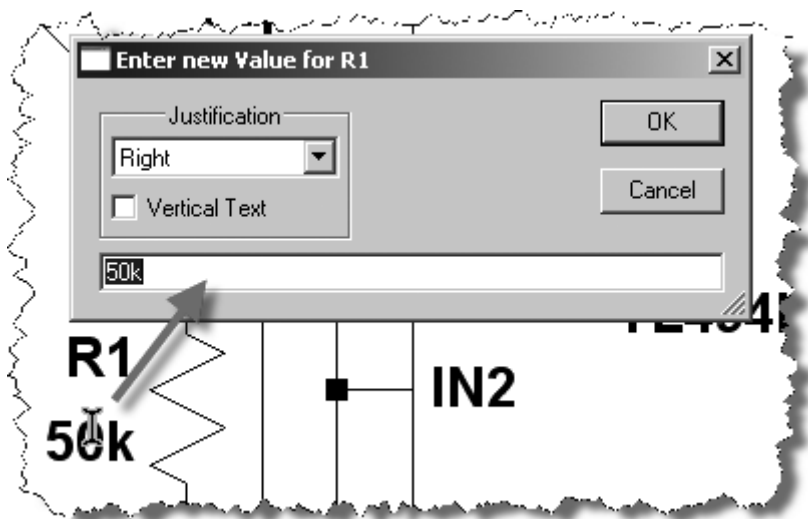 Enter new Value for R1
Justification
OK
Right
Vertical Text
Cancel
50k
R1
IN2
50k